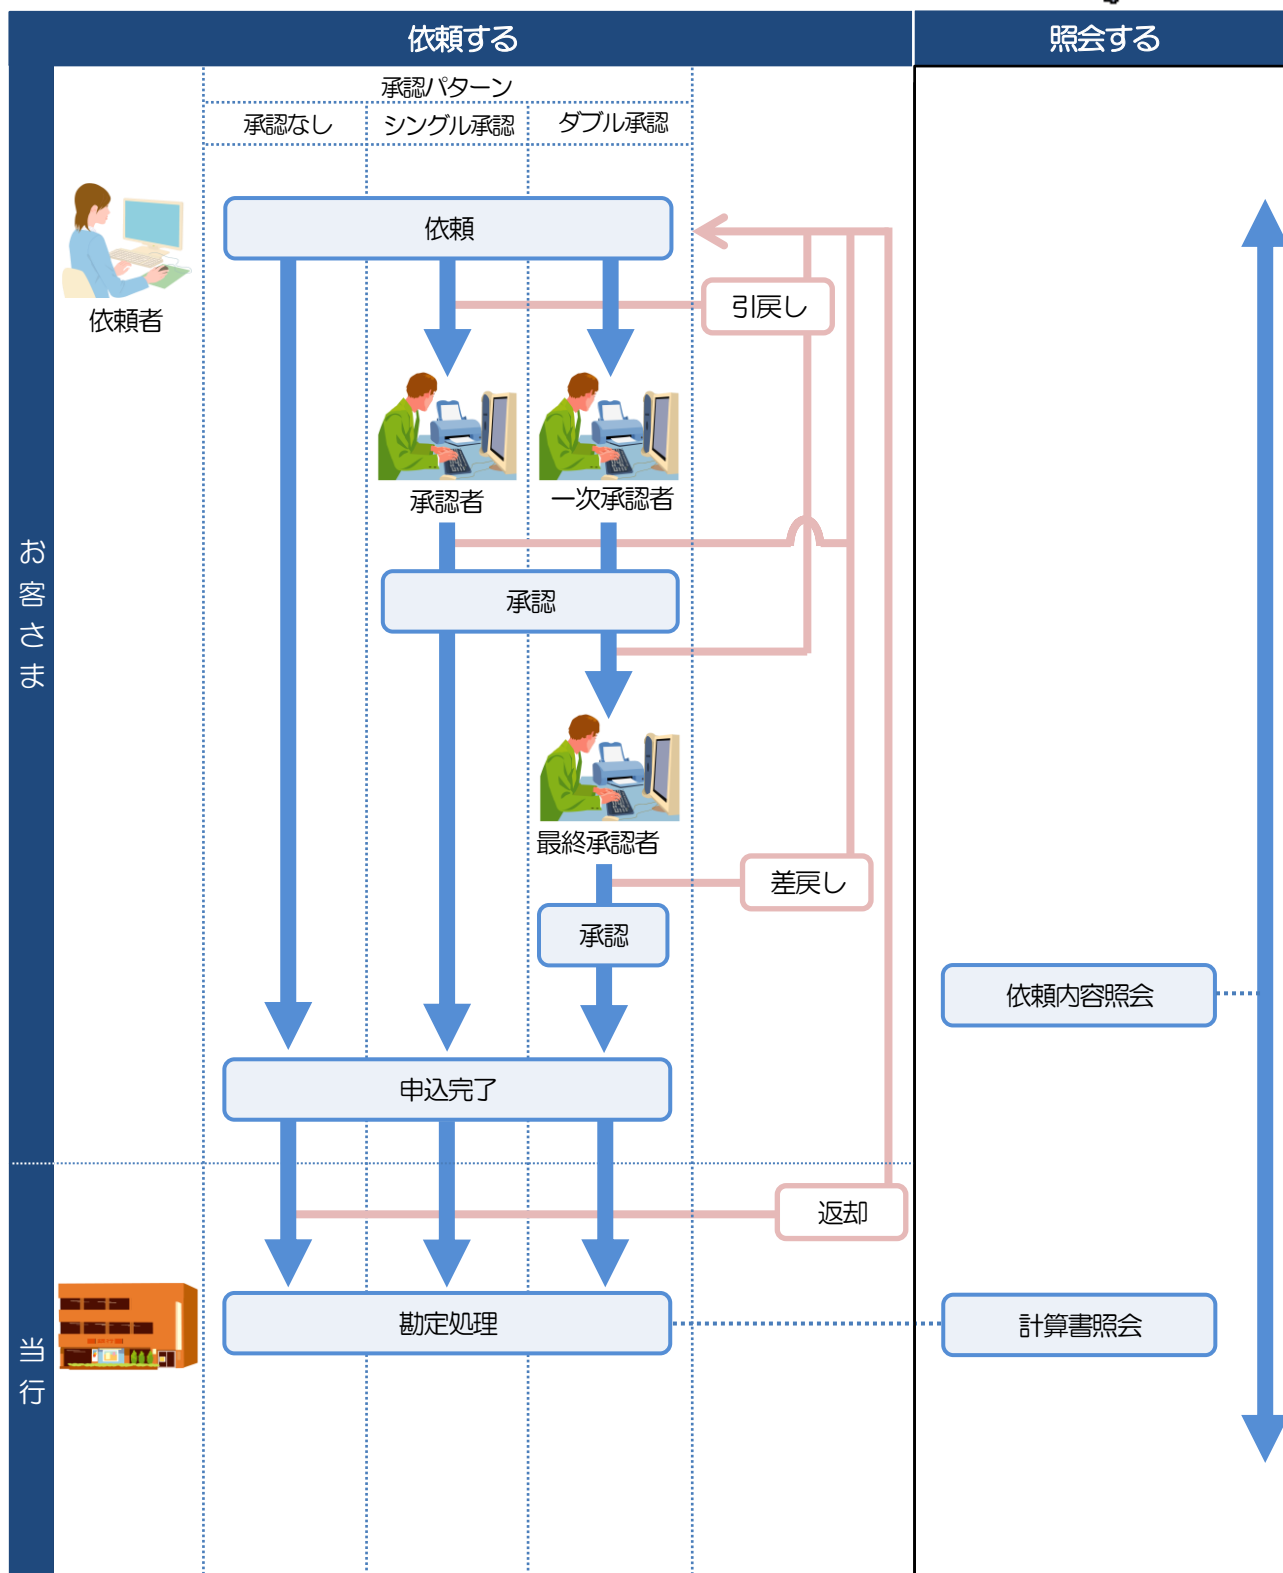 依頼する
照会する
承認パターン
承認なし
シングル承認
ダブル承認
依頼
依頼者
引戻し
承認者
一次承認者
お客さま
承認
最終承認者
差戻し
承認
依頼内容照会
申込完了
返却
当行
勘定処理
計算書照会